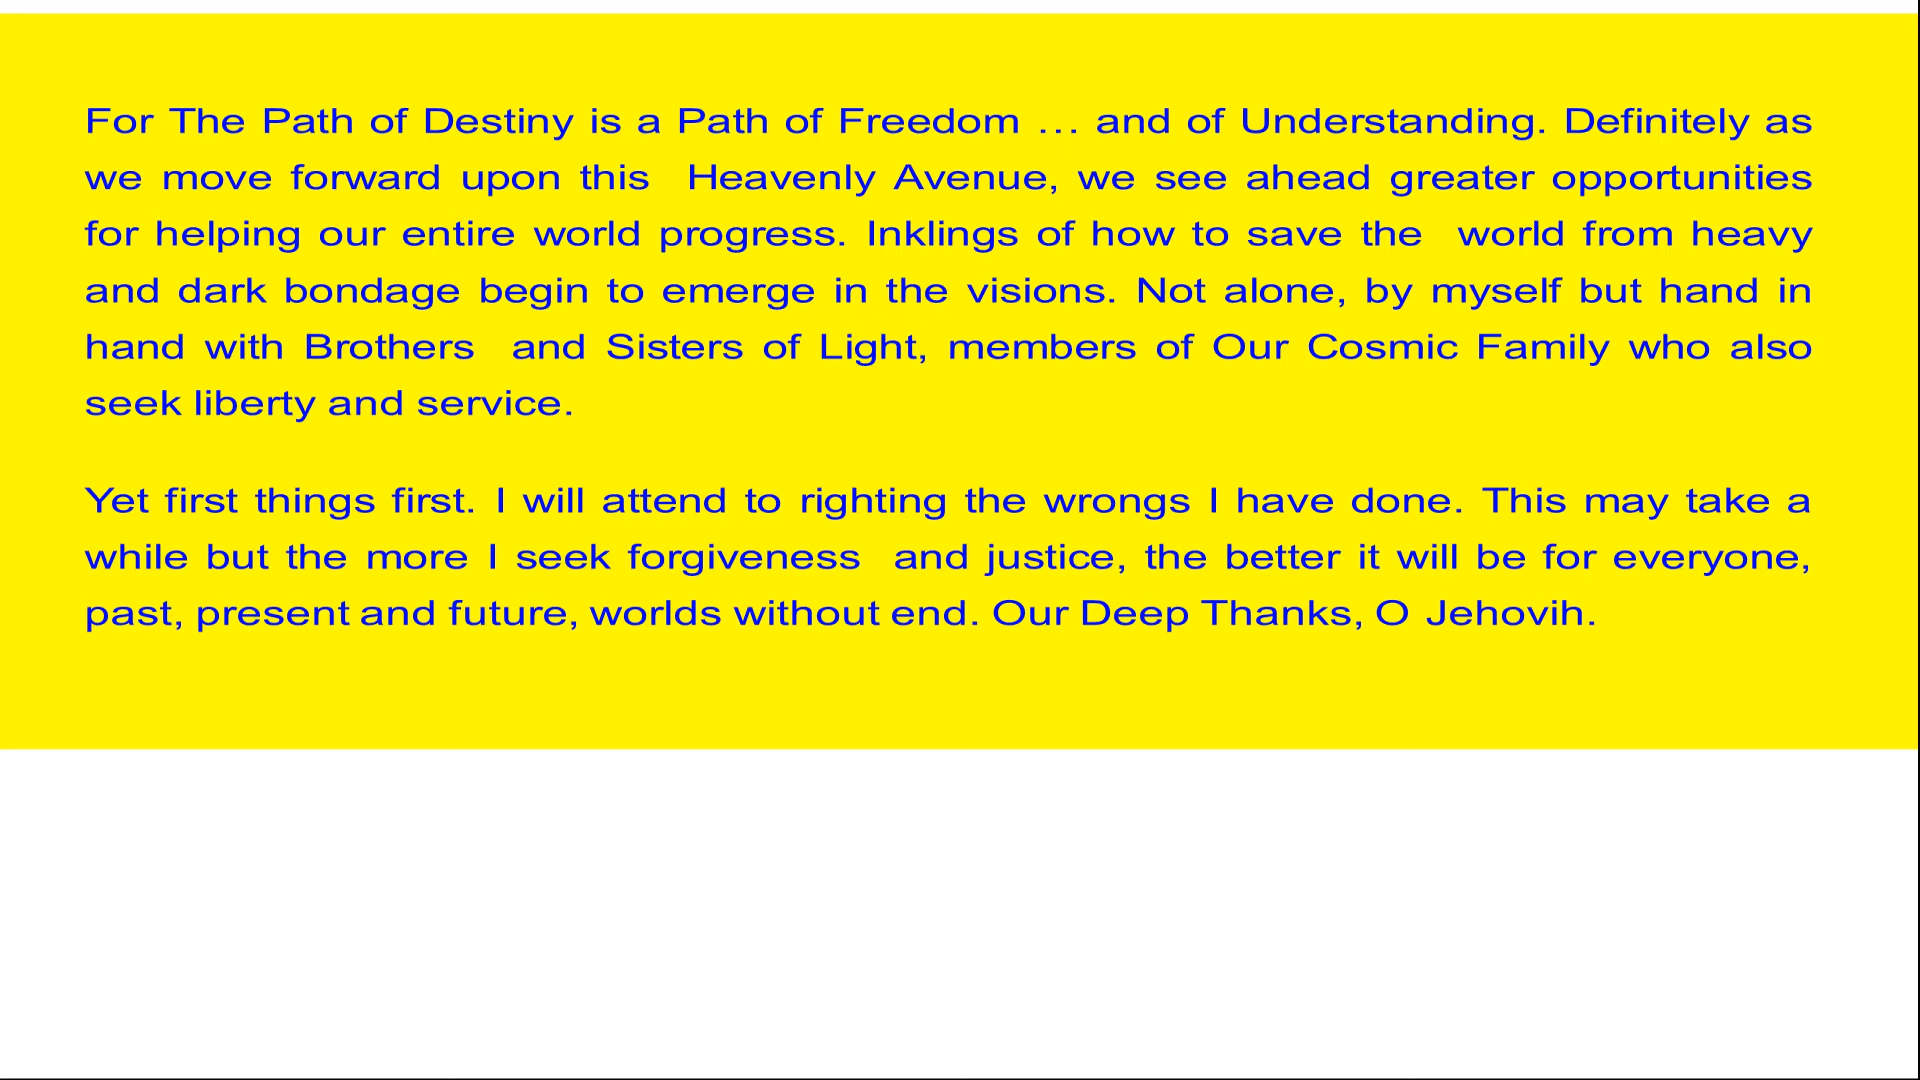 For The Path of Destiny is a Path of Freedom … and of Understanding. Definitely as
we move forward upon this  Heavenly Avenue, we see ahead greater opportunities
for helping our entire world progress. Inklings of how to save the  world from heavy
and dark bondage begin to emerge in the visions. Not alone, by myself but hand in
hand with Brothers  and Sisters of Light, members of Our Cosmic Family who also
seek liberty and service.
Yet first things first. I will attend to righting the wrongs I have done. This may take a
while but the more I seek forgiveness  and justice, the better it will be for everyone,
past, present and future, worlds without end. Our Deep Thanks, O Jehovih.